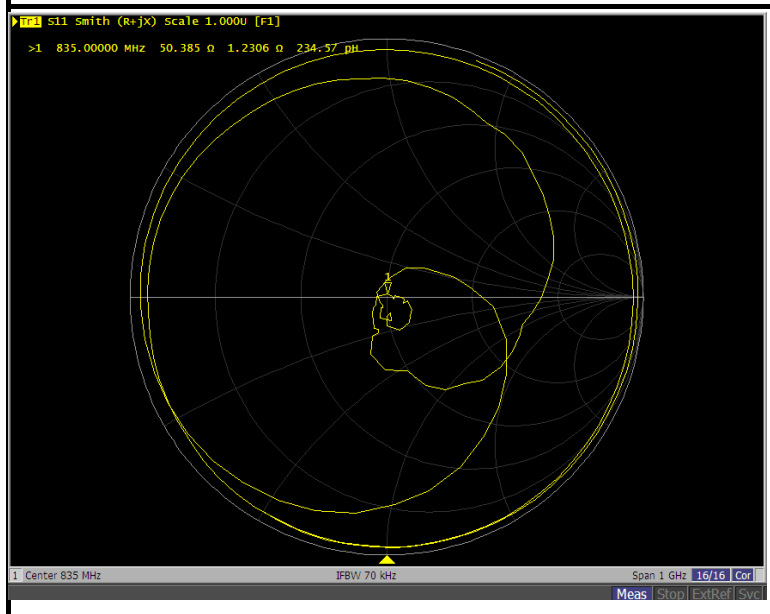 Tr1 S11 Smith (R+jX) Scale 1.000U [F1]
>1 835.00000 MHz 50.385 Ω 1.2306 Ω 234.57 pH
1
1 Center 835 MHz IFBW 70 kHz Span 1 GHz 16/16 Cor
Meas Stop ExtRef Svc